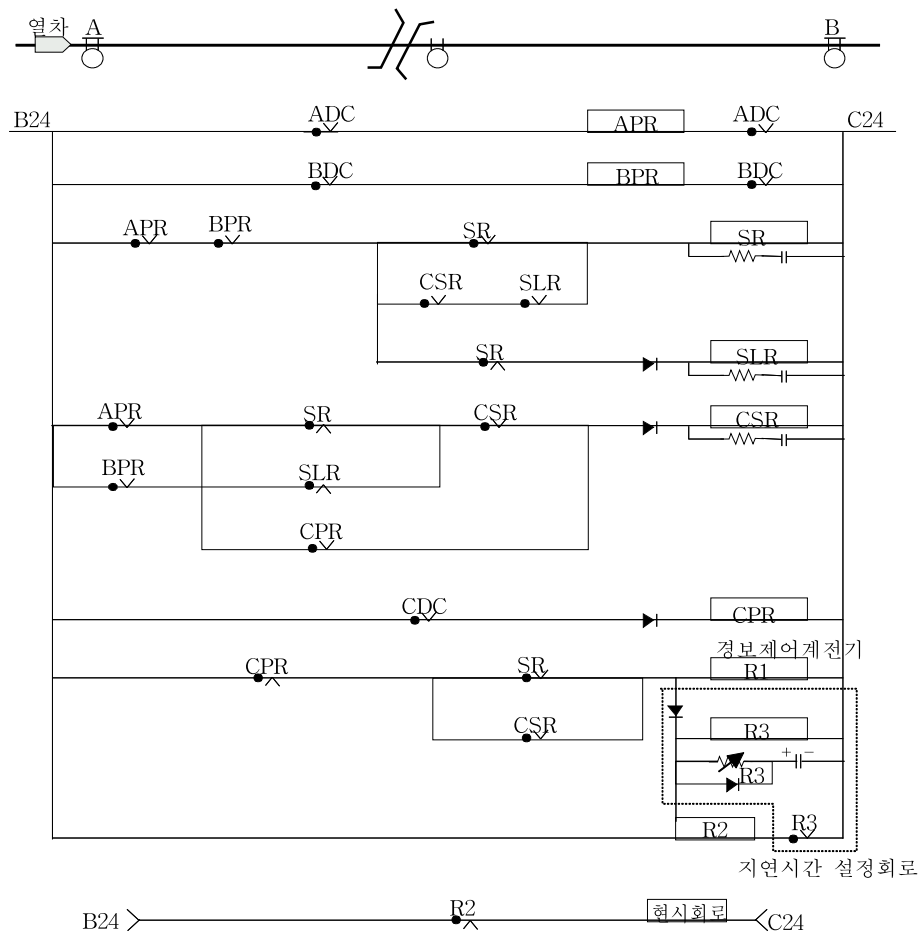 열차 A B
B24 ADC APR ADC C24
BDC BPR BDC
APR BPR SR SR
CSR SLR
SR SLR
APR SR CSR CSR
BPR SLR
CPR
CDC CPR
경보제어계전기
CPR SR R1
CSR R3
+ −
R3
R2 R3
지연시간 설정회로
B24 R2 현시회로 C24